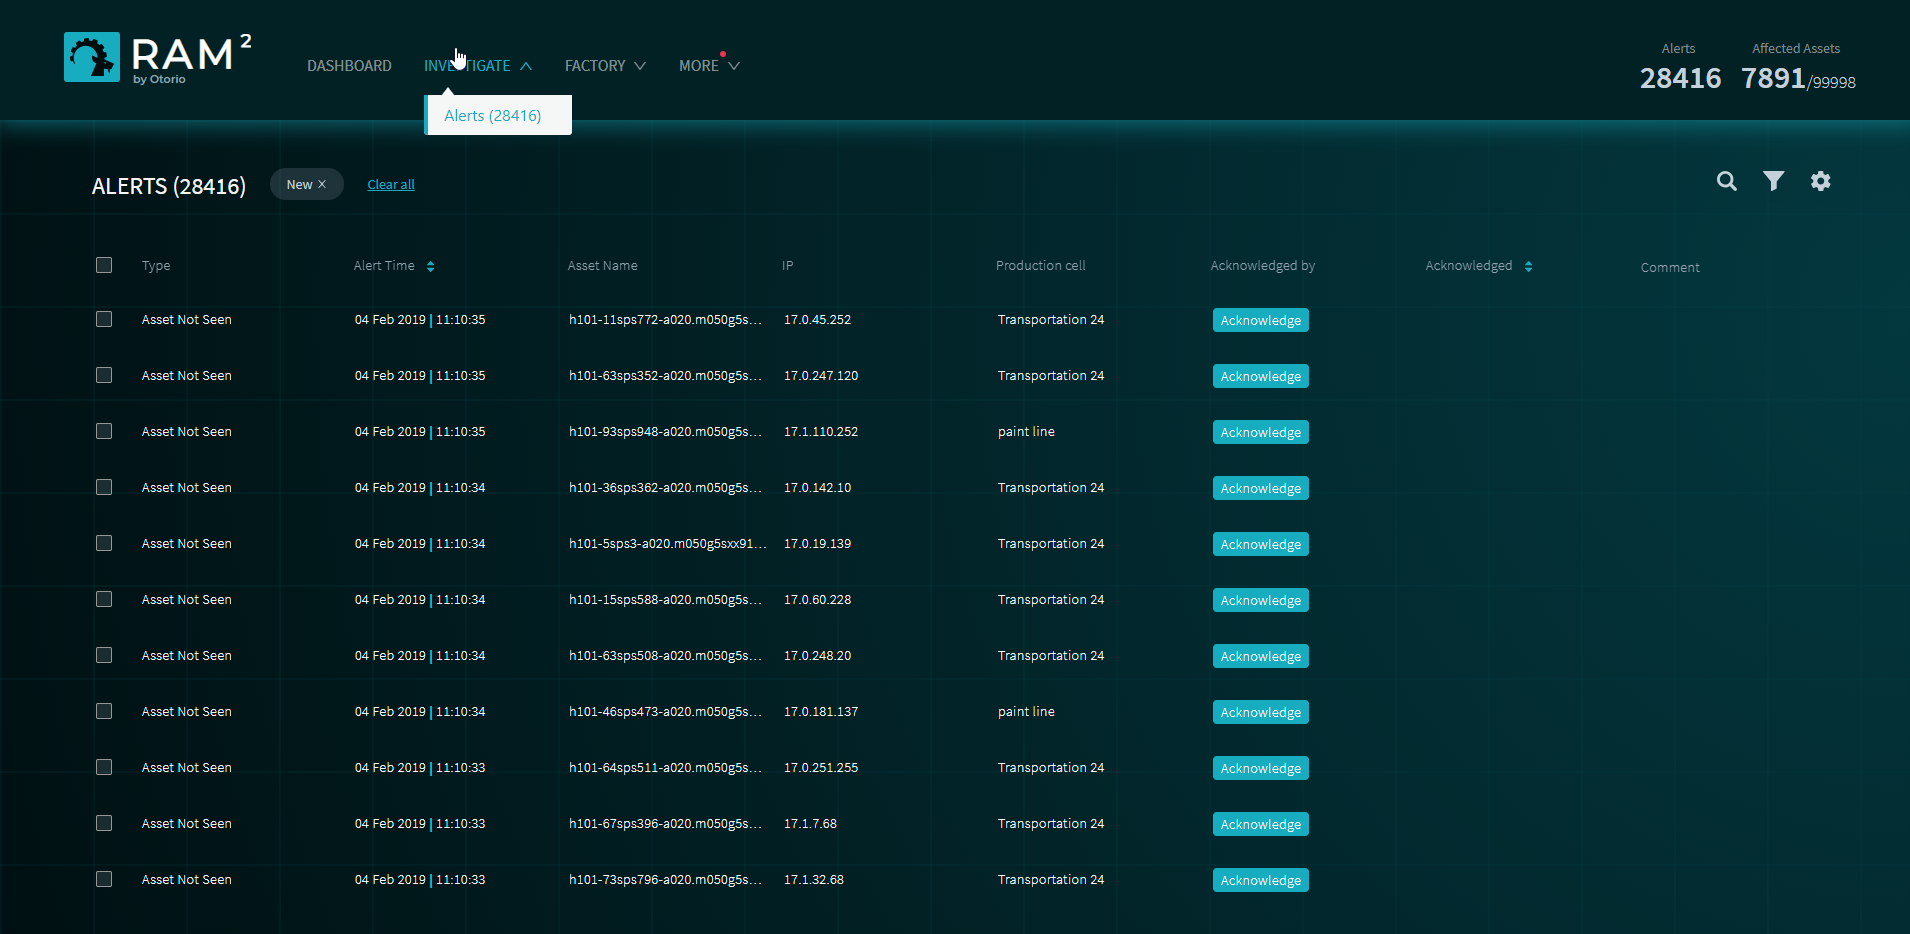 RAM 2
by Otorio
DASHBOARD INVESTIGATE FACTORY MORE
Alerts Affected Assets
28416 7891/99998
Alerts (28416)
ALERTS (28416) New X Clear all
Type Alert Time Asset Name IP Production cell Acknowledged by Acknowledged Comment
Asset Not Seen 04 Feb 2019 | 11:10:35 h101-11sps772-a020.m050g5s... 17.0.45.252 Transportation 24 Acknowledge
Asset Not Seen 04 Feb 2019 | 11:10:35 h101-63sps352-a020.m050g5s... 17.0.247.120 Transportation 24 Acknowledge
Asset Not Seen 04 Feb 2019 | 11:10:35 h101-93sps948-a020.m050g5s... 17.1.110.252 paint line Acknowledge
Asset Not Seen 04 Feb 2019 | 11:10:34 h101-36sps362-a020.m050g5s... 17.0.142.10 Transportation 24 Acknowledge
Asset Not Seen 04 Feb 2019 | 11:10:34 h101-5sps3-a020.m050g5sxx91... 17.0.19.139 Transportation 24 Acknowledge
Asset Not Seen 04 Feb 2019 | 11:10:34 h101-15sps588-a020.m050g5s... 17.0.60.228 Transportation 24 Acknowledge
Asset Not Seen 04 Feb 2019 | 11:10:34 h101-63sps508-a020.m050g5s... 17.0.248.20 Transportation 24 Acknowledge
Asset Not Seen 04 Feb 2019 | 11:10:34 h101-46sps473-a020.m050g5s... 17.0.181.137 paint line Acknowledge
Asset Not Seen 04 Feb 2019 | 11:10:33 h101-64sps511-a020.m050g5s... 17.0.251.255 Transportation 24 Acknowledge
Asset Not Seen 04 Feb 2019 | 11:10:33 h101-67sps396-a020.m050g5s... 17.1.7.68 Transportation 24 Acknowledge
Asset Not Seen 04 Feb 2019 | 11:10:33 h101-73sps796-a020.m050g5s... 17.1.32.68 Transportation 24 Acknowledge